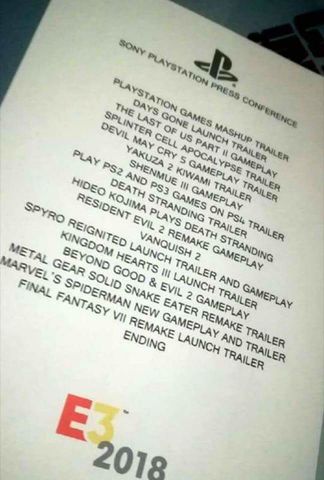 SONY PLAYSTATION PRESS CONFERENCE
PLAYSTATION GAMES MASHUP TRAILER
DAYS GONE LAUNCH TRAILER
THE LAST OF US PART II GAMEPLAY
SPLINTER CELL APOCALYPSE TRAILER
DEVIL MAY CRY 5 GAMEPLAY TRAILER
YAKUZA 2 KIWAMI TRAILER
SHENMUE III GAMEPLAY
PLAY PS2 AND PS3 GAMES ON PS4 TRAILER
DEATH STRANDING TRAILER
HIDEO KOJIMA PLAYS DEATH STRANDING
RESIDENT EVIL 2 REMAKE GAMEPLAY
VANQUISH 2
SPYRO REIGNITED LAUNCH TRAILER AND GAMEPLAY
KINGDOM HEARTS III LAUNCH TRAILER
BEYOND GOOD & EVIL 2 GAMEPLAY
METAL GEAR SOLID SNAKE EATER REMAKE TRAILER
MARVEL'S SPIDERMAN NEW GAMEPLAY AND TRAILER
FINAL FANTASY VII REMAKE LAUNCH TRAILER
ENDING
E3™
2018